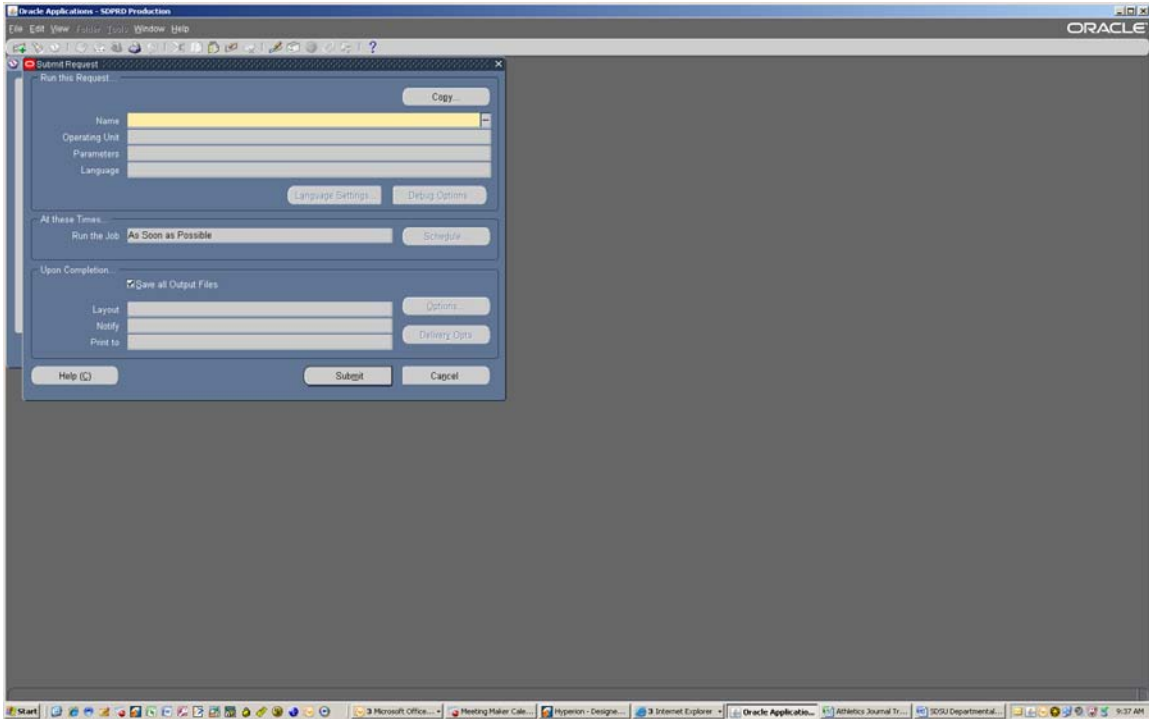 Oracle Applications - SDPRD Production
File Edit View Folder Tools Window Help
ORACLE
Submit Request
Run this Request...
Copy...
Name
Operating Unit
Parameters
Language
Language Settings...
Debug Options
At these Times...
Run the Job As Soon as Possible
Schedule...
Upon Completion...
Save all Output Files
Layout
Options...
Notify
Delivery Opts
Print to
Help (C)
Submit
Cancel
Start 3 Microsoft Office... Meeting Maker Cale... Hyperion - Designe... 3 Internet Explorer Oracle Applicatio... Athletics Journal Tr... SDSU Departmental... 9:37 AM